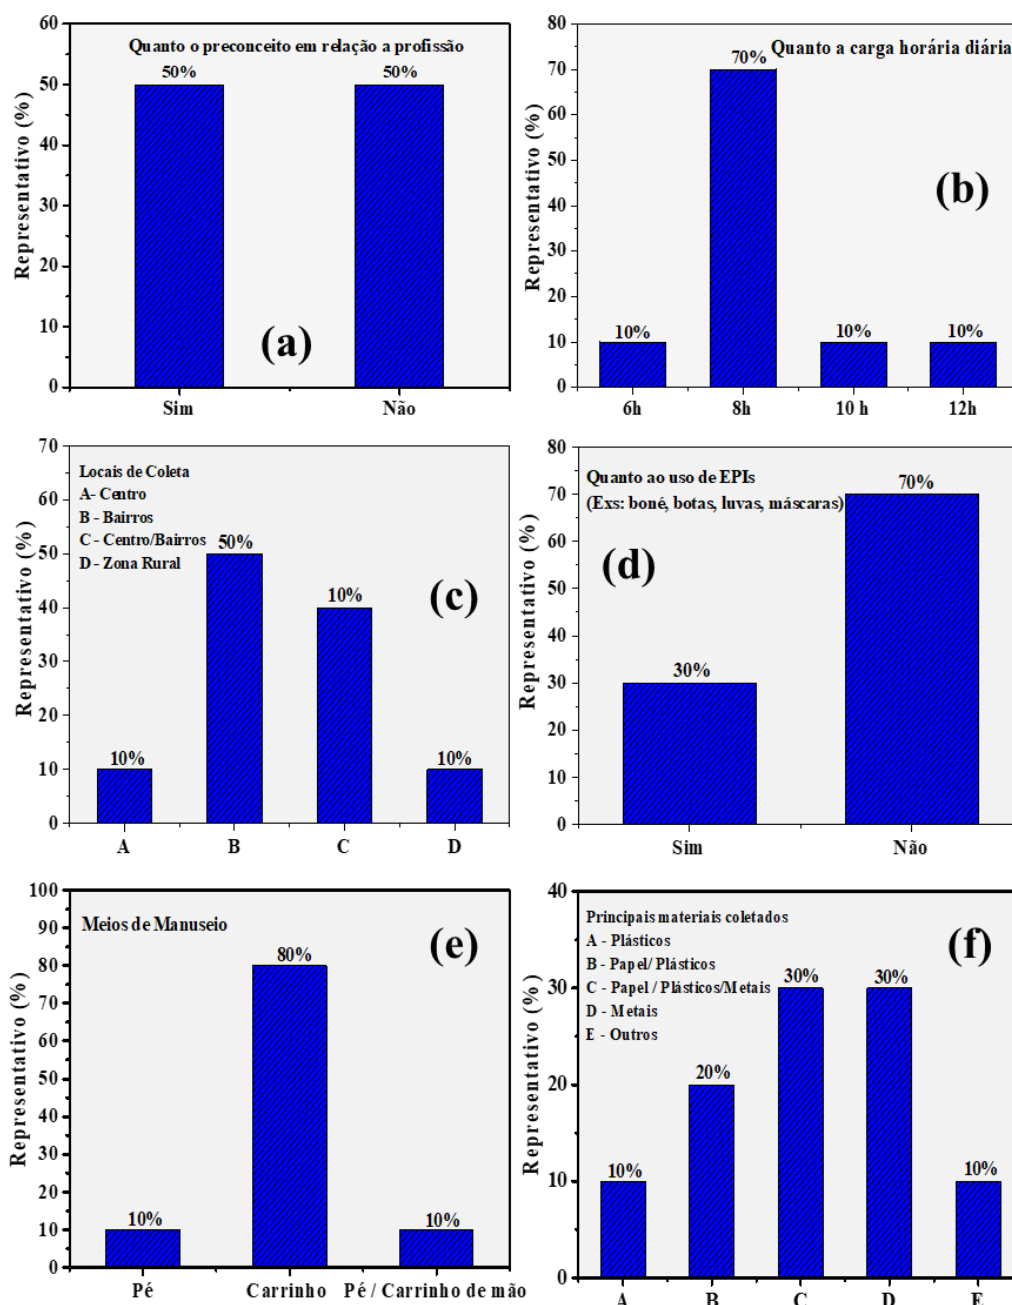 Quanto o preconceito em relação a profissão
Representativo (%)
60
50
40
30
20
10
0
50%
50%
(a)
Sim
Não
Quanto a carga horária diária
Representativo (%)
80
70
60
50
40
30
20
10
0
10%
70%
10%
10%
(b)
6h
8h
10 h
12h
Locais de Coleta
A- Centro
B - Bairros
C - Centro/Bairros
D - Zona Rural
Representativo (%)
70
60
50
40
30
20
10
0
10%
50%
10%
10%
(c)
A
B
C
D
Quanto ao uso de EPIs
(Exs: boné, botas, luvas, máscaras)
Representativo (%)
80
70
60
50
40
30
20
10
0
30%
70%
(d)
Sim
Não
Meios de Manuseio
Representativo (%)
100
90
80
70
60
50
40
30
20
10
0
10%
80%
10%
(e)
Pé
Carrinho
Pé / Carrinho de mão
Principais materiais coletados
A - Plásticos
B - Papel/ Plásticos
C - Papel / Plásticos/Metais
D - Metais
E - Outros
Representativo (%)
40
30
20
10
0
10%
20%
30%
30%
10%
(f)
A
B
C
D
E